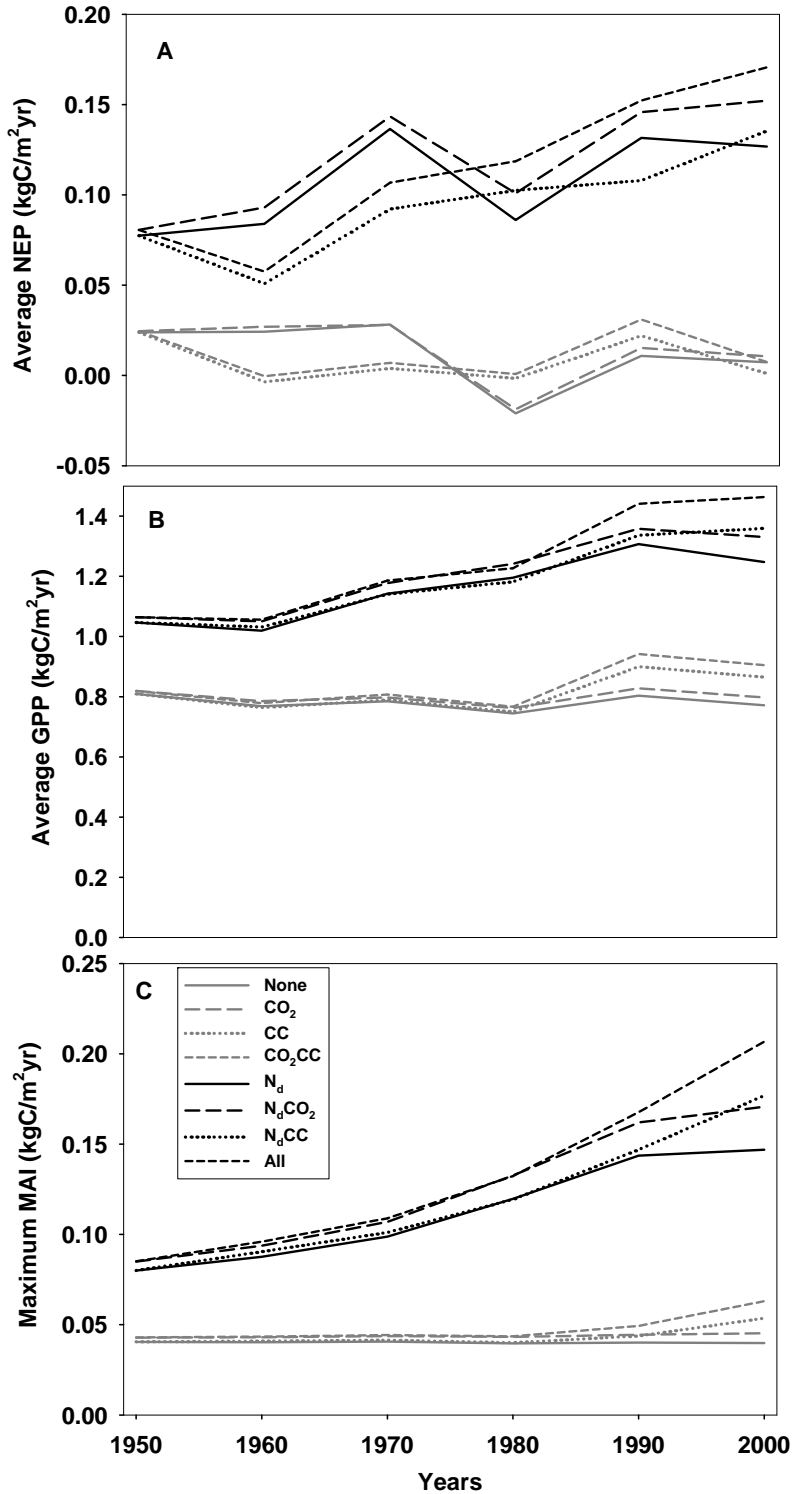 A
Average NEP (kgC/m²yr)
0.20
0.15
0.10
0.05
0.00
-0.05
B
Average GPP (kgC/m²yr)
1.4
1.2
1.0
0.8
0.6
0.4
0.2
0.0
C
Maximum MAI (kgC/m²yr)
0.25
0.20
0.15
0.10
0.05
0.00
None
CO₂
CC
CO₂CC
N_d
N_dCO₂
N_dCC
All
1950 1960 1970 1980 1990 2000
Years